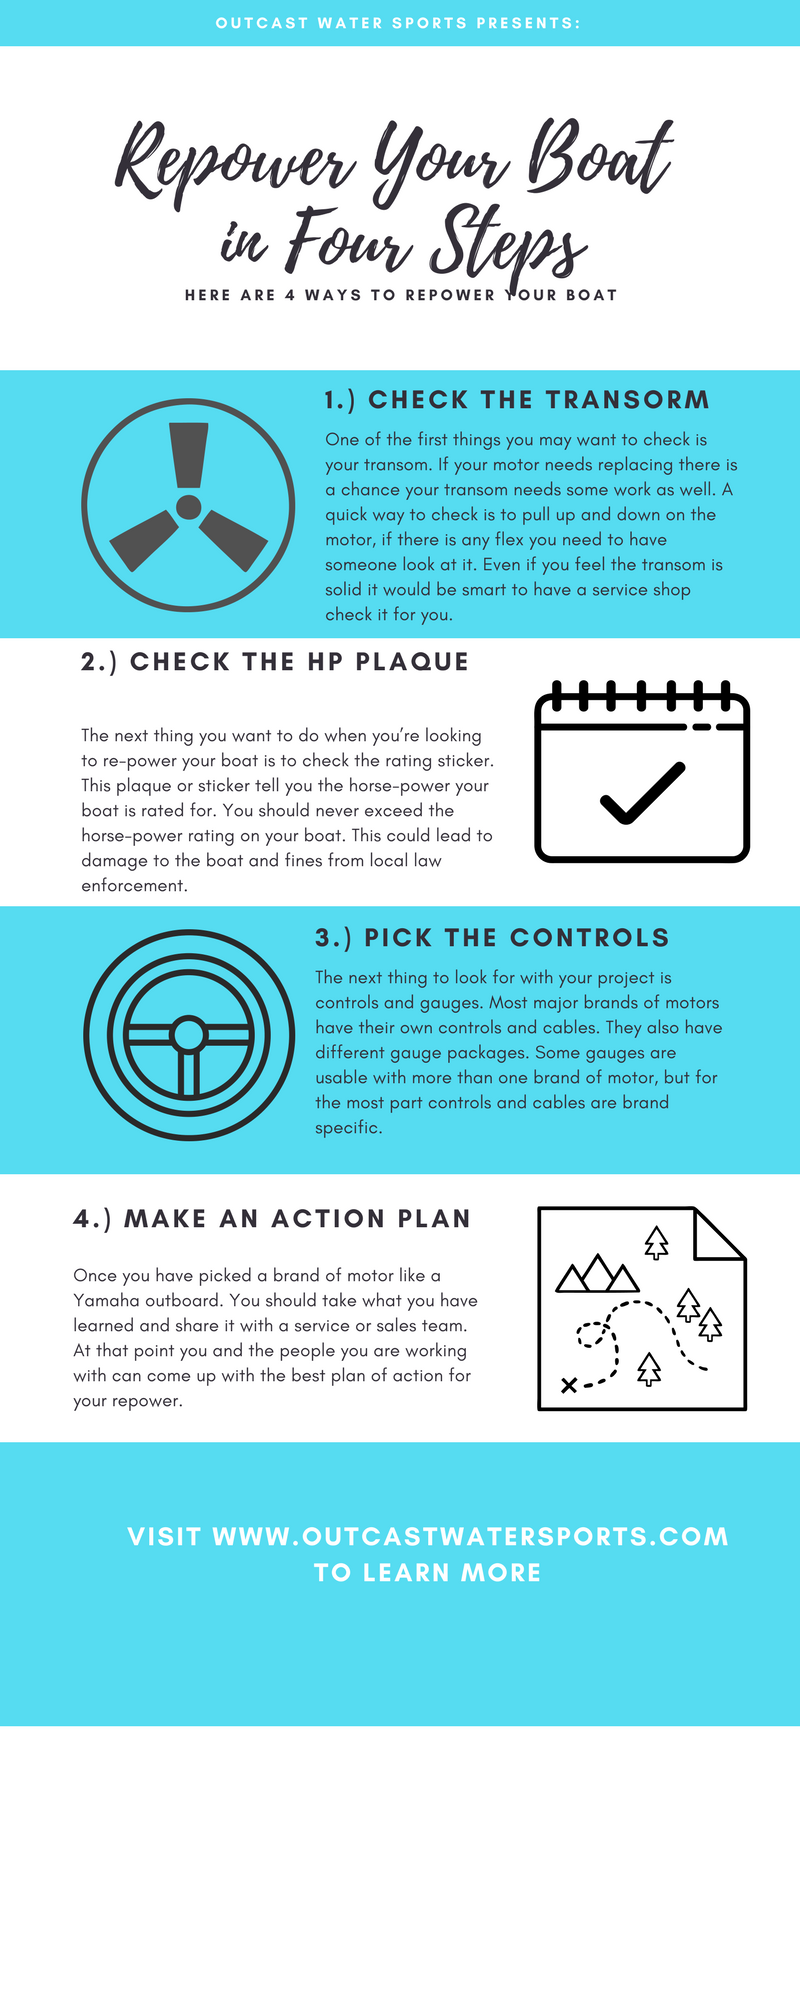 OUTCAST WATER SPORTS PRESENTS:
Repower Your Boat
in Four Steps
HERE ARE 4 WAYS TO REPOWER YOUR BOAT
1.) CHECK THE TRANSORM
One of the first things you may want to check is
your transom. If your motor needs replacing there is
a chance your transom needs some work as well. A
quick way to check is to pull up and down on the
motor, if there is any flex you need to have
someone look at it. Even if you feel the transom is
solid it would be smart to have a service shop
check it for you.
2.) CHECK THE HP PLAQUE
The next thing you want to do when you’re looking
to re-power your boat is to check the rating sticker.
This plaque or sticker tell you the horse-power your
boat is rated for. You should never exceed the
horse-power rating on your boat. This could lead to
damage to the boat and fines from local law
enforcement.
3.) PICK THE CONTROLS
The next thing to look for with your project is
controls and gauges. Most major brands of motors
have their own controls and cables. They also have
different gauge packages. Some gauges are
usable with more than one brand of motor, but for
the most part controls and cables are brand
specific.
4.) MAKE AN ACTION PLAN
Once you have picked a brand of motor like a
Yamaha outboard. You should take what you have
learned and share it with a service or sales team.
At that point you and the people you are working
with can come up with the best plan of action for
your repower.
VISIT WWW.OUTCASTWATERSPORTS.COM
TO LEARN MORE